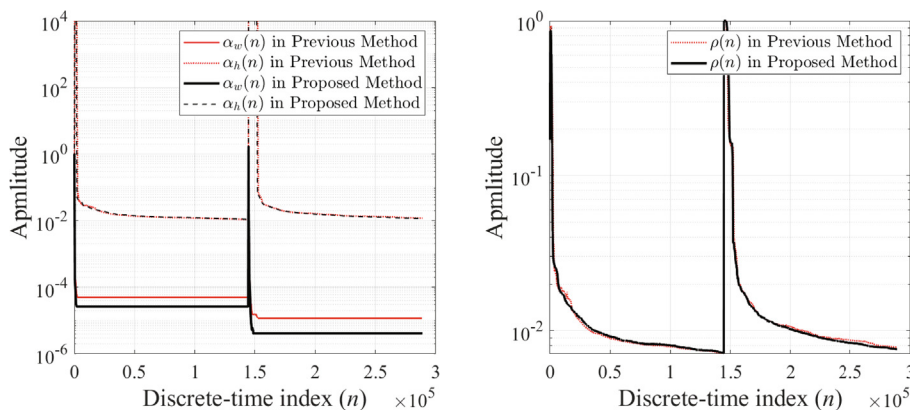 10^4
10^2
10^0
10^-2
10^-4
10^-6
Apmlitude
α_w(n) in Previous Method
α_h(n) in Previous Method
α_w(n) in Proposed Method
α_h(n) in Proposed Method
0 0.5 1 1.5 2 2.5 3
Discrete-time index (n) ×10^5
10^0
10^-1
10^-2
Apmlitude
ρ(n) in Previous Method
ρ(n) in Proposed Method
0 0.5 1 1.5 2 2.5 3
Discrete-time index (n) ×10^5